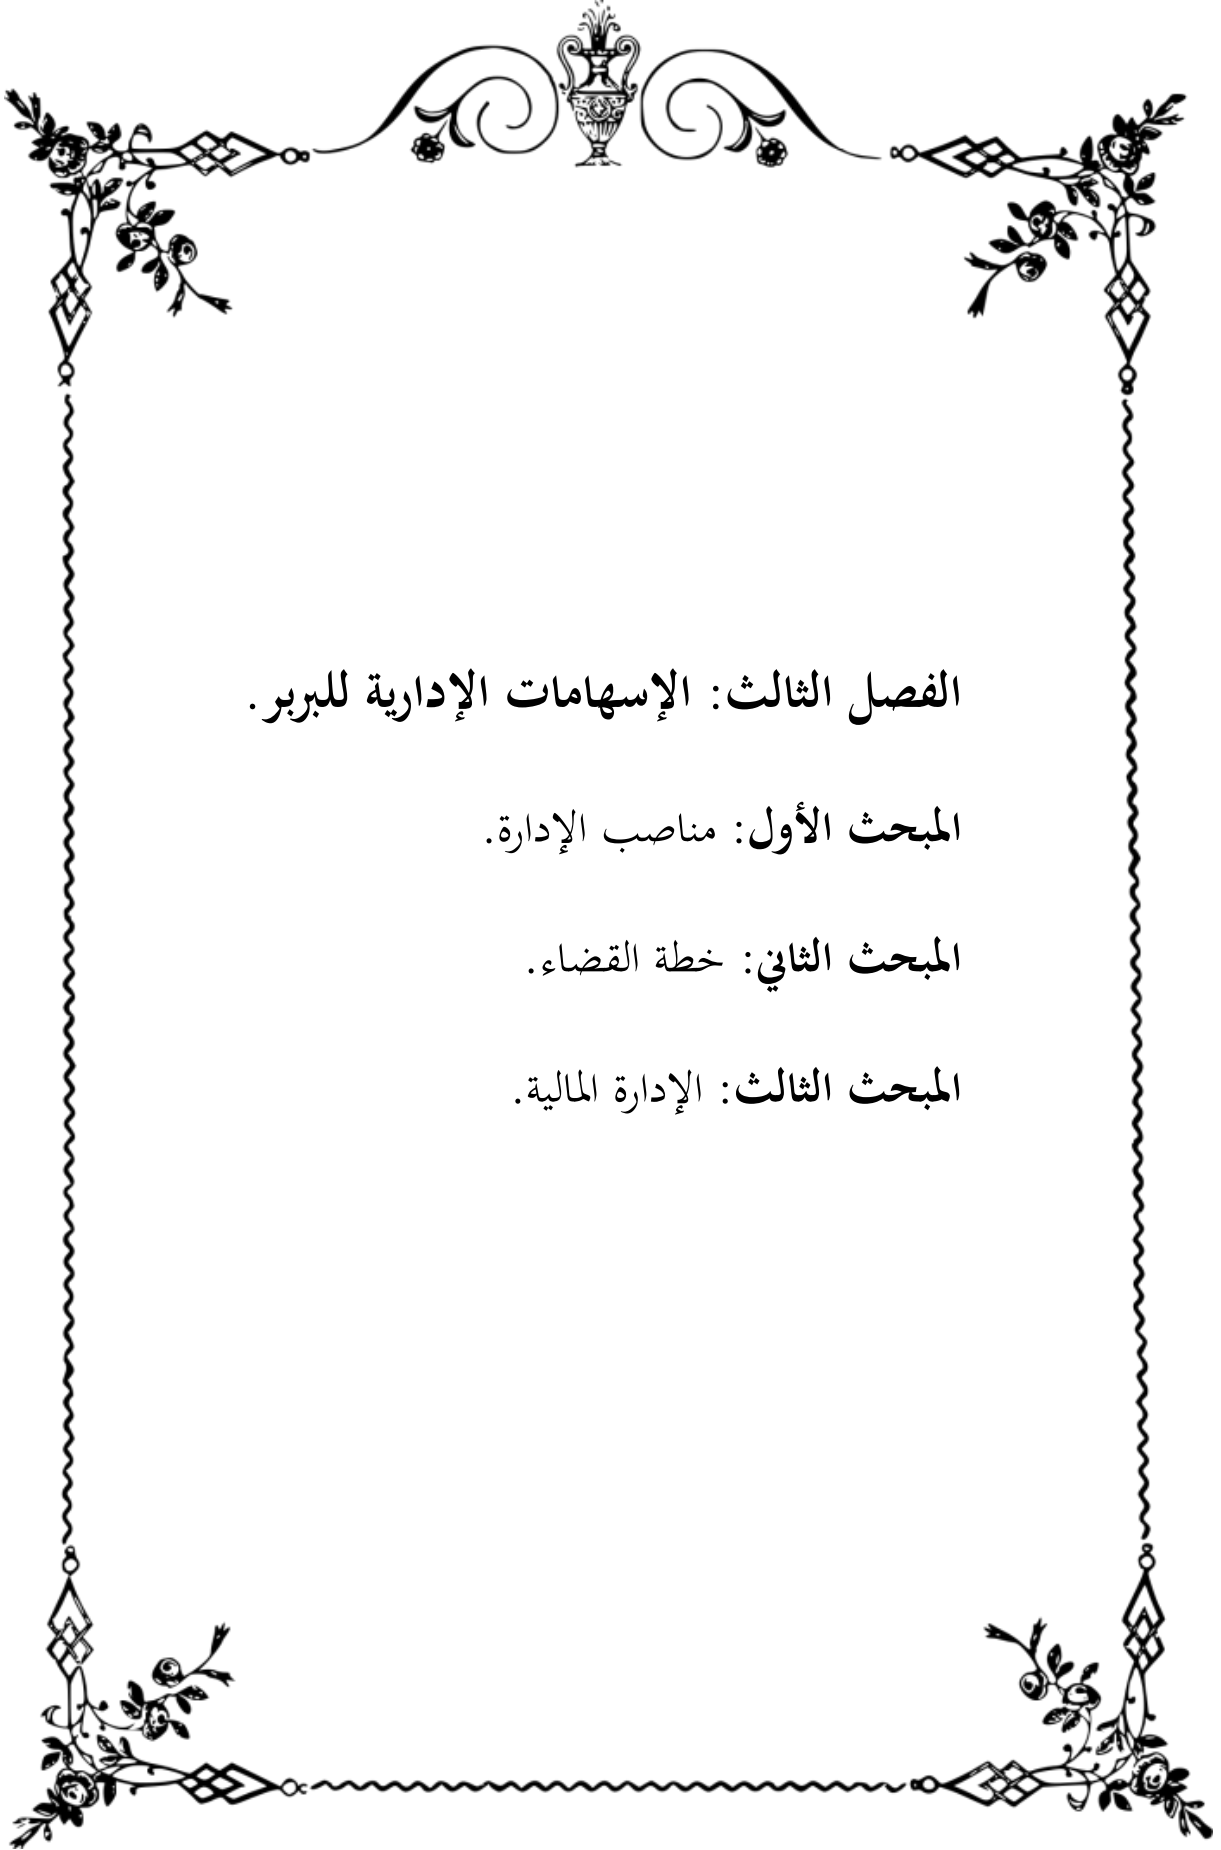 الفصل الثالث: الإسهامات الإدارية للبربر.
المبحث الأول: مناصب الإدارة.
المبحث الثاني: خطة القضاء.
المبحث الثالث: الإدارة المالية.